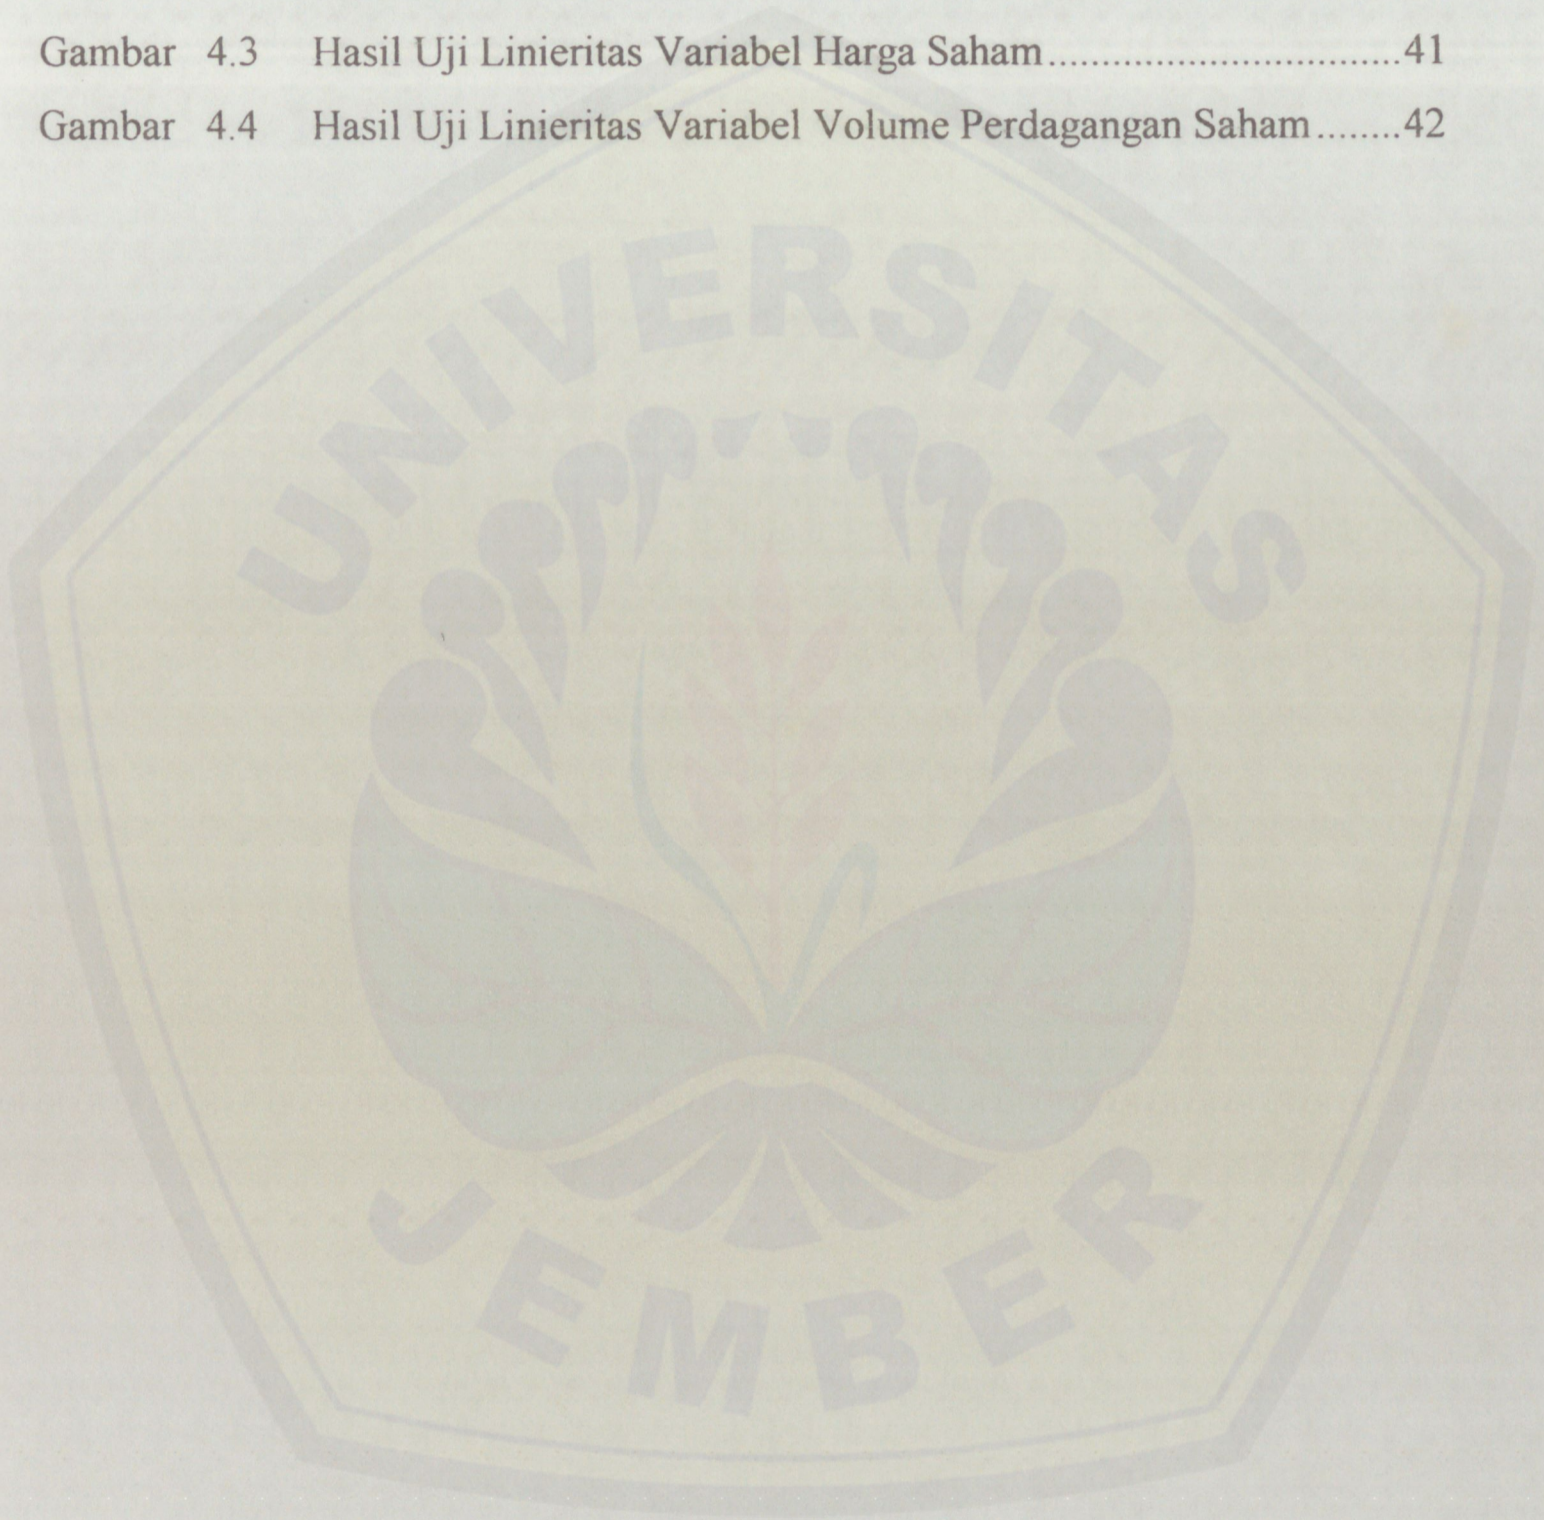 Gambar 4.3 Hasil Uji Linieritas Variabel Harga Saham.................................41
Gambar 4.4 Hasil Uji Linieritas Variabel Volume Perdagangan Saham........42
UNIVERSITAS
JEMBER